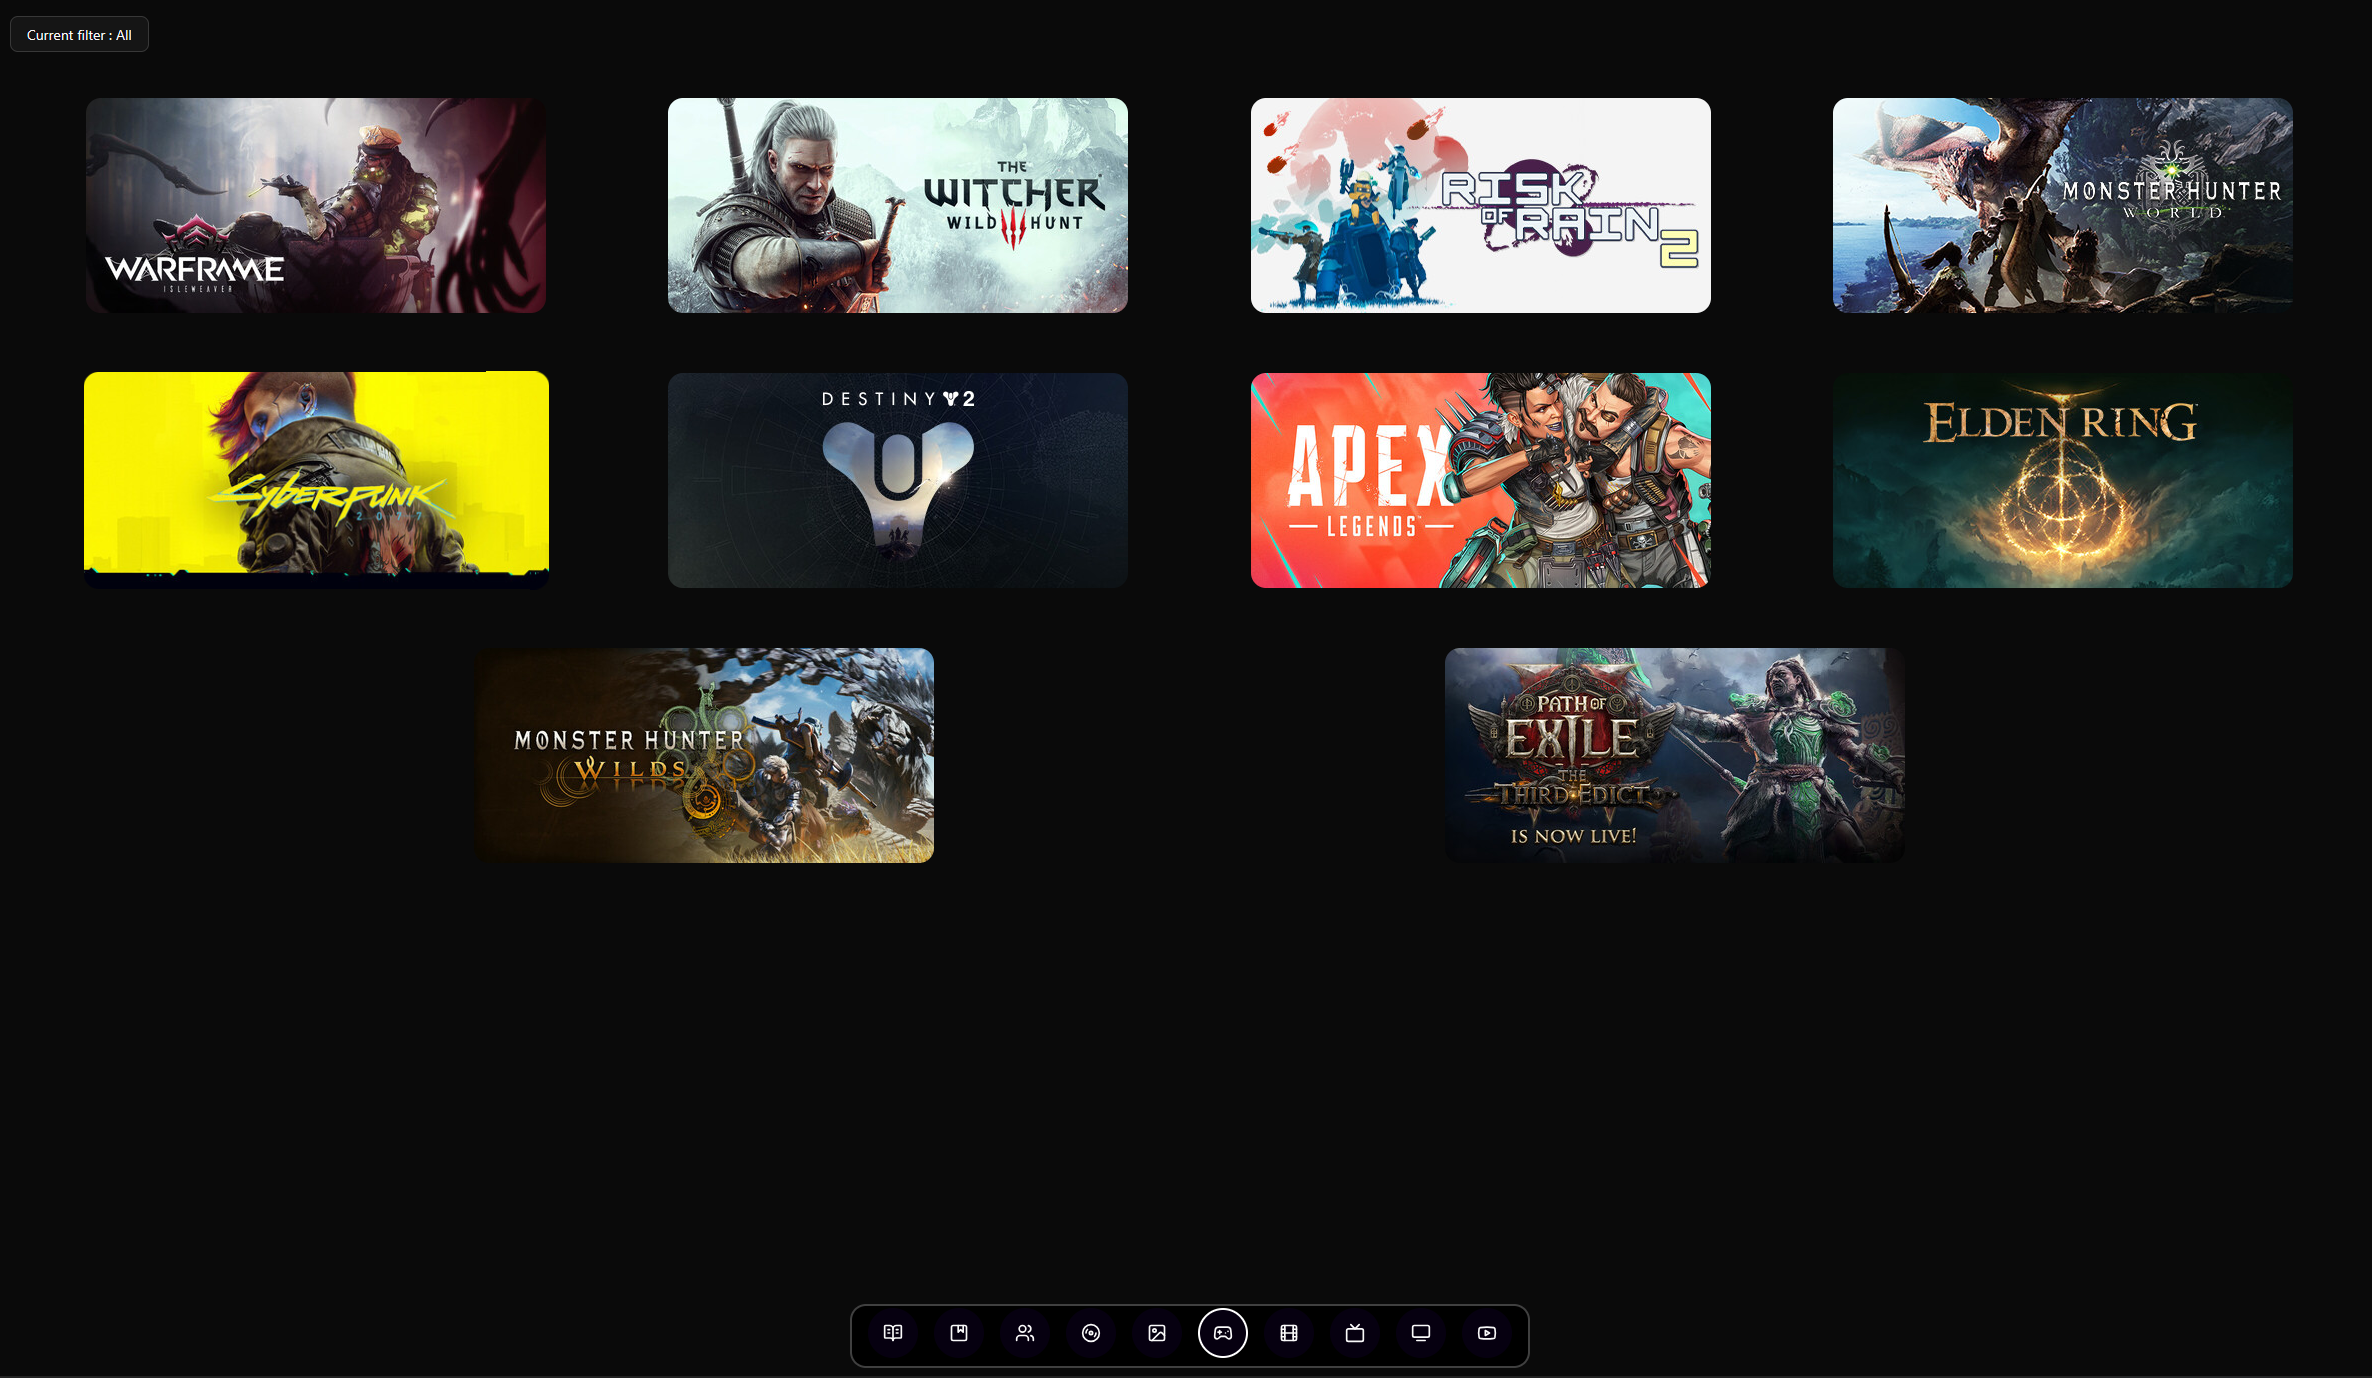 Current filter : All
WARFRAME
ISLEWEAVER
THE
WITCHER
WILD III HUNT
RISK
OF RAIN
2
MONSTER HUNTER
WORLD
CYBERPUNK
2077
DESTINY 2
APEX
LEGENDS
ELDEN RING
MONSTER HUNTER
WILDS
PATH OF
EXILE
THE
THIRD EDICT
IS NOW LIVE!